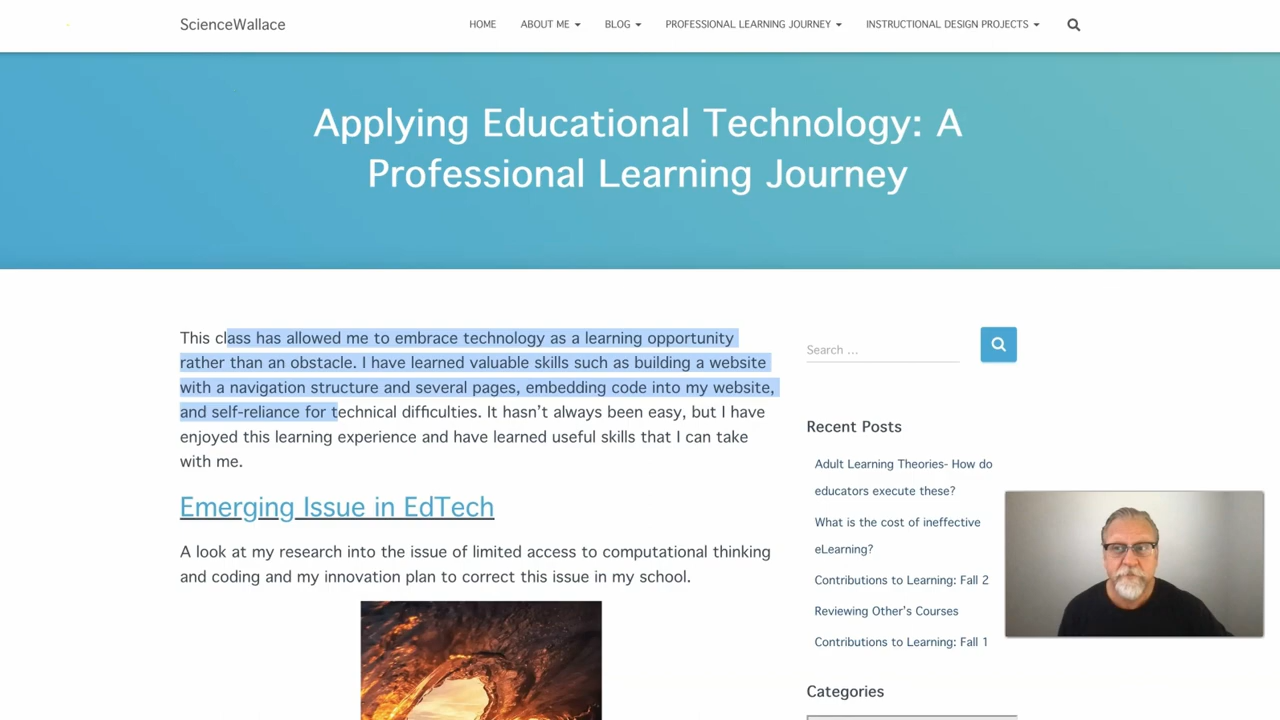 ScienceWallace
HOME
ABOUT ME
BLOG
PROFESSIONAL LEARNING JOURNEY
INSTRUCTIONAL DESIGN PROJECTS
Applying Educational Technology: A
Professional Learning Journey
This class has allowed me to embrace technology as a learning opportunity
rather than an obstacle. I have learned valuable skills such as building a website
with a navigation structure and several pages, embedding code into my website,
and self-reliance for technical difficulties. It hasn't always been easy, but I have
enjoyed this learning experience and have learned useful skills that I can take
with me.
Emerging Issue in EdTech
A look at my research into the issue of limited access to computational thinking
and coding and my innovation plan to correct this issue in my school.
Search …
Recent Posts
Adult Learning Theories- How do
educators execute these?
What is the cost of ineffective
eLearning?
Contributions to Learning: Fall 2
Reviewing Other's Courses
Contributions to Learning: Fall 1
Categories